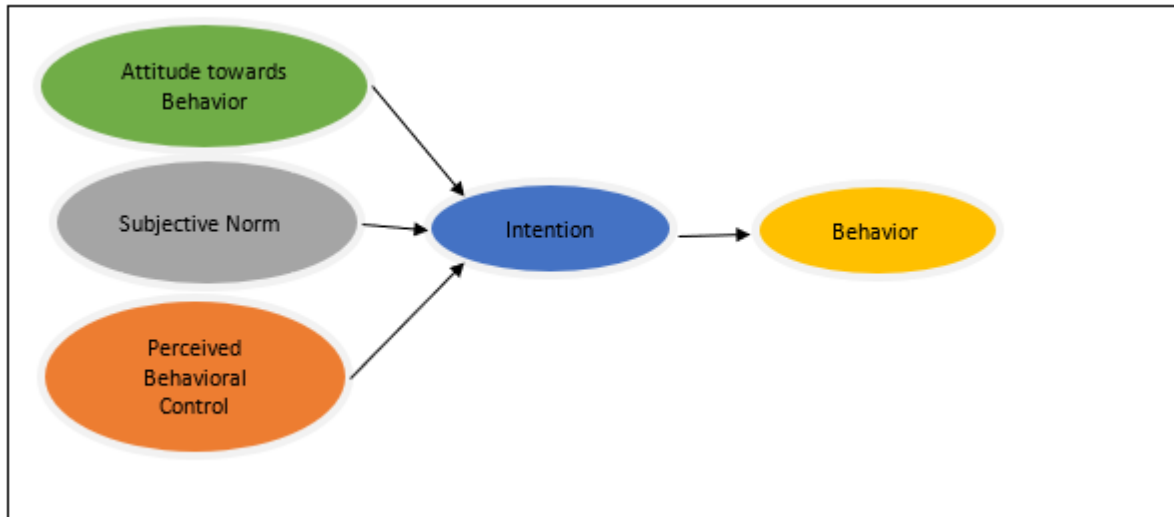 Attitude towards
Behavior
Subjective Norm
Perceived
Behavioral
Control
Intention
Behavior